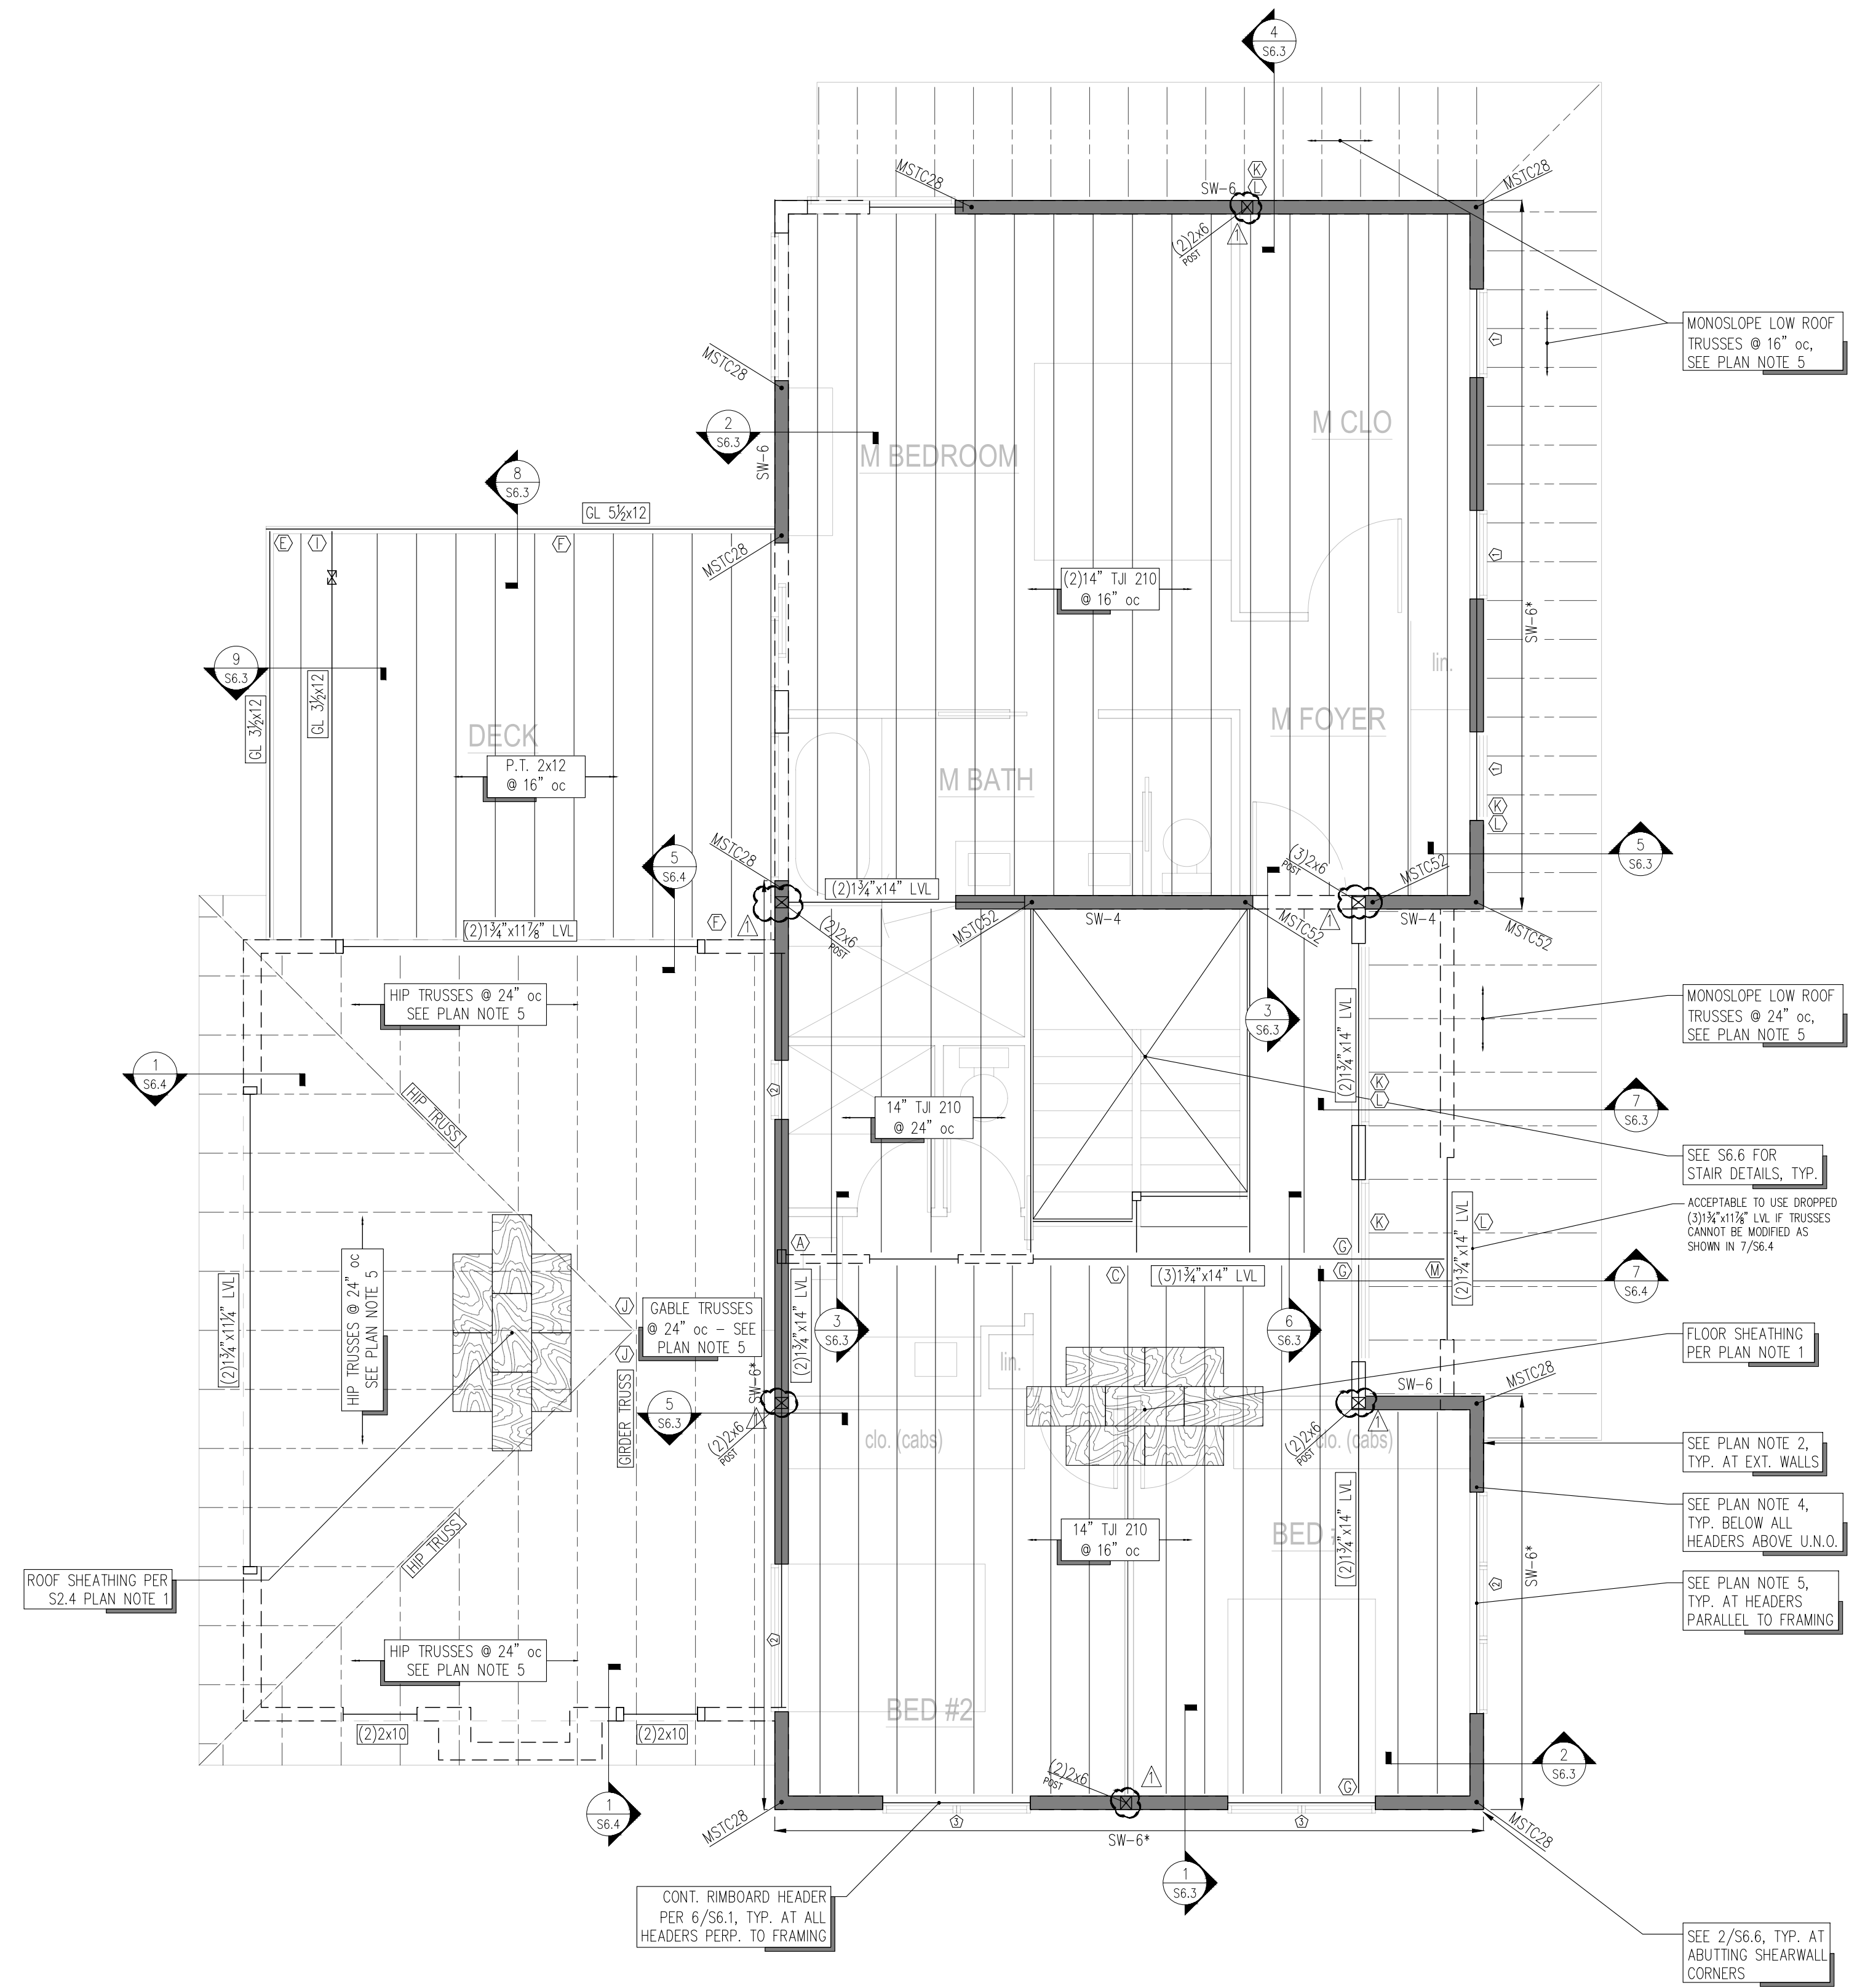 4
S6.3
MSTC28
SW-6
K
L
MSTC28
(2)2x6
POST
1
MONOSLOPE LOW ROOF
TRUSSES @ 16" oc,
SEE PLAN NOTE 5
1
MSTC28
2
S6.3
SW-6
M BEDROOM
M CLO
8
S6.3
GL 5½x12
E
I
F
MSTC28
1
(2)14" TJI 210
@ 16" oc
SW-6*
9
S6.3
GL 3½x12
GL 3½x12
lin.
DECK
M FOYER
P.T. 2x12
@ 16" oc
M BATH
1
K
L
5
S6.4
MSTC28
(3)2x6
POST
MSTC52
5
S6.3
(2)1¾"x14" LVL
F
1
(2)2x6
POST
MSTC52
SW-4
MSTC52
1
SW-4
MSTC52
(2)1¾"x11⅞" LVL
HIP TRUSSES @ 24" oc
SEE PLAN NOTE 5
MONOSLOPE LOW ROOF
TRUSSES @ 24" oc,
SEE PLAN NOTE 5
3
S6.3
(2)1¾"x14" LVL
1
S6.4
HIP TRUSS
2
14" TJI 210
@ 24" oc
K
L
7
S6.3
SEE S6.6 FOR
STAIR DETAILS, TYP.
ACCEPTABLE TO USE DROPPED
(3)1¾"x11⅞" LVL IF TRUSSES
CANNOT BE MODIFIED AS
SHOWN IN 7/S6.4
K
L
(2)1¾"x14" LVL
A
G
C
(3)1¾"x14" LVL
G
M
7
S6.4
(2)1¾"x11¼" LVL
HIP TRUSSES @ 24" oc
SEE PLAN NOTE 5
J
J
GABLE TRUSSES
@ 24" oc - SEE
PLAN NOTE 5
(2)1¾"x14" LVL
3
S6.3
6
S6.3
FLOOR SHEATHING
PER PLAN NOTE 1
lin.
GIRDER TRUSS
SW-6*
5
S6.3
1
(2)2x6
POST
clo. (cabs)
SW-6
MSTC28
1
(2)2x6
POST
clo. (cabs)
SEE PLAN NOTE 2,
TYP. AT EXT. WALLS
(2)1¾"x14" LVL
SEE PLAN NOTE 4,
TYP. BELOW ALL
HEADERS ABOVE U.N.O.
14" TJI 210
@ 16" oc
BED
HIP TRUSS
ROOF SHEATHING PER
S2.4 PLAN NOTE 1
2
SW-6*
SEE PLAN NOTE 5,
TYP. AT HEADERS
PARALLEL TO FRAMING
HIP TRUSSES @ 24" oc
SEE PLAN NOTE 5
2
BED #2
(2)2x10
(2)2x10
(2)2x6
POST
1
G
2
S6.3
1
S6.4
MSTC28
3
3
SW-6*
MSTC28
1
S6.3
CONT. RIMBOARD HEADER
PER 6/S6.1, TYP. AT ALL
HEADERS PERP. TO FRAMING
SEE 2/S6.6, TYP. AT
ABUTTING SHEARWALL
CORNERS